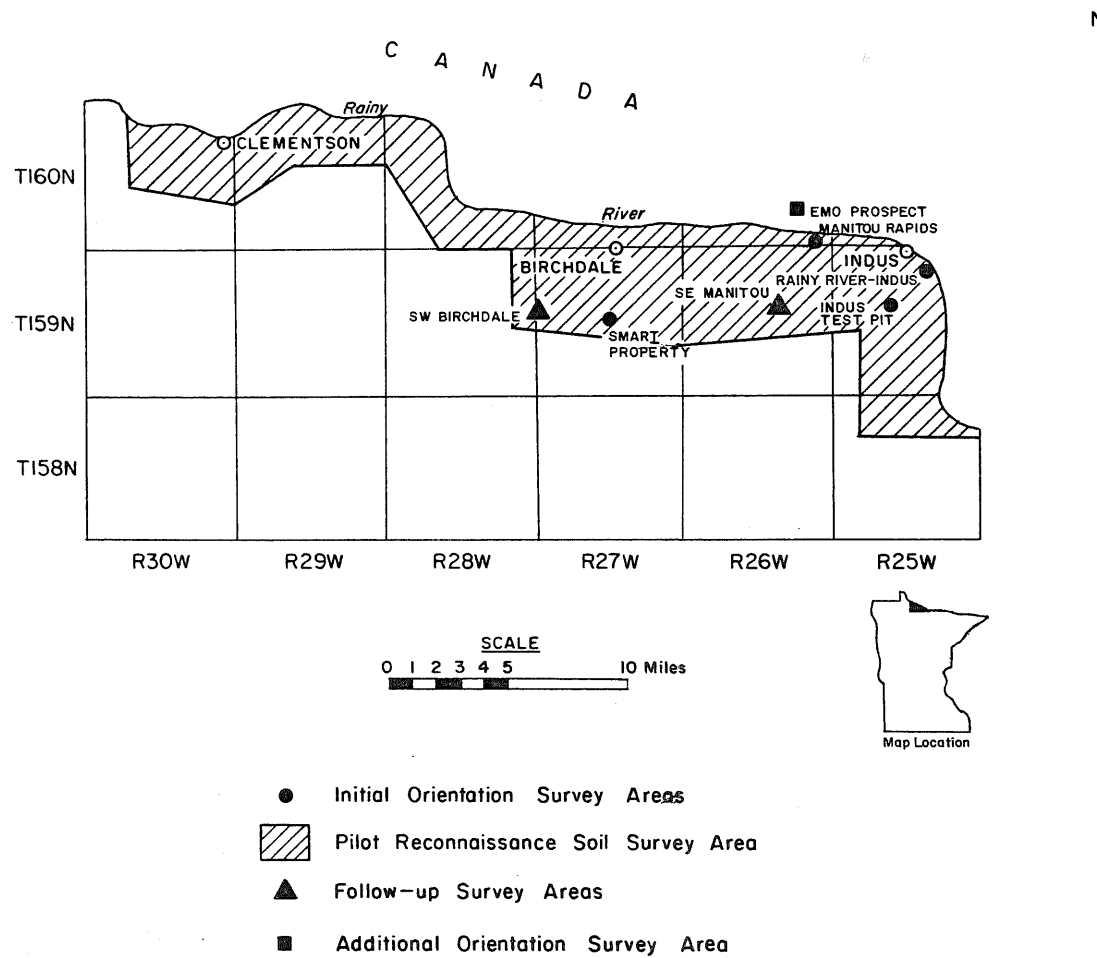 N
CANADA
Rainy
CLEMENTSON
T160N
EMO PROSPECT
River
MANITOU RAPIDS
BIRCHDALE
INDUS
RAINY RIVER-INDUS
SE MANITOU
INDUS
TEST PIT
SW BIRCHDALE
T159N
SMART
PROPERTY
T158N
R30W R29W R28W R27W R26W R25W
SCALE
0 1 2 3 4 5 10 Miles
Map Location
Initial Orientation Survey Areas
Pilot Reconnaissance Soil Survey Area
Follow-up Survey Areas
Additional Orientation Survey Area